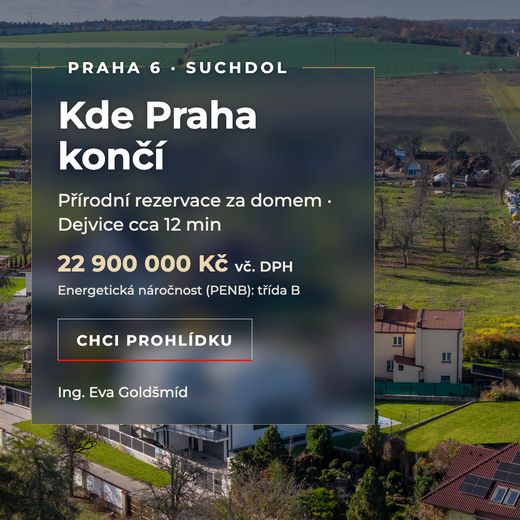 PRAHA 6 · SUCHDOL
Kde Praha
končí
Přírodní rezervace za domem ·
Dejvice cca 12 min
22 900 000 Kč vč. DPH
Energetická náročnost (PENB): třída B
CHCI PROHLÍDKU
Ing. Eva Goldšmíd